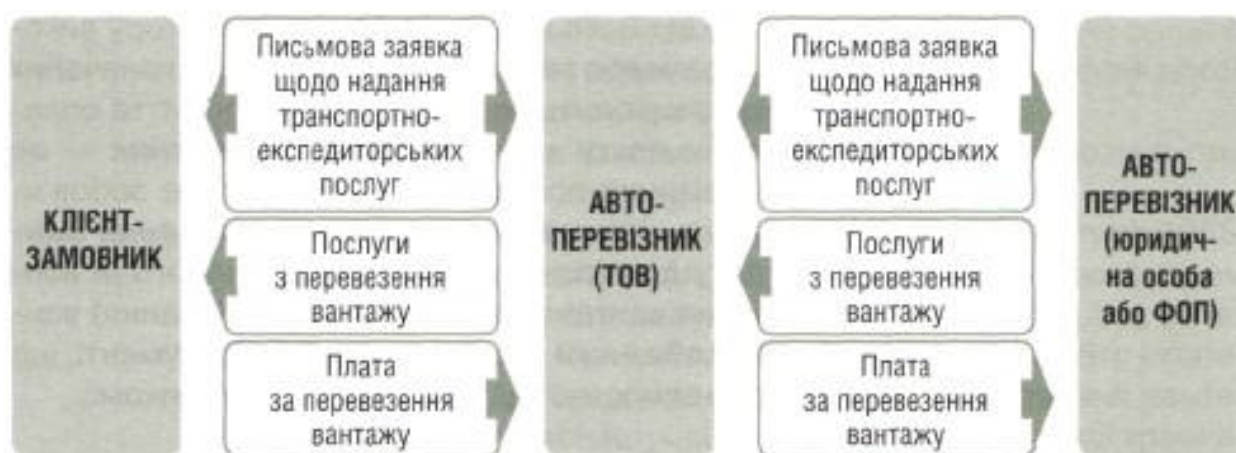 КЛІЄНТ-
ЗАМОВНИК
Письмова заявка
щодо надання
транспортно-
експедиторських
послуг
Послуги
з перевезення
вантажу
Плата
за перевезення
вантажу
АВТО-
ПЕРЕВІЗНИК
(ТОВ)
Письмова заявка
щодо надання
транспортно-
експедиторських
послуг
Послуги
з перевезення
вантажу
Плата
за перевезення
вантажу
АВТО-
ПЕРЕВІЗНИК
(юридич-
на особа
або ФОП)